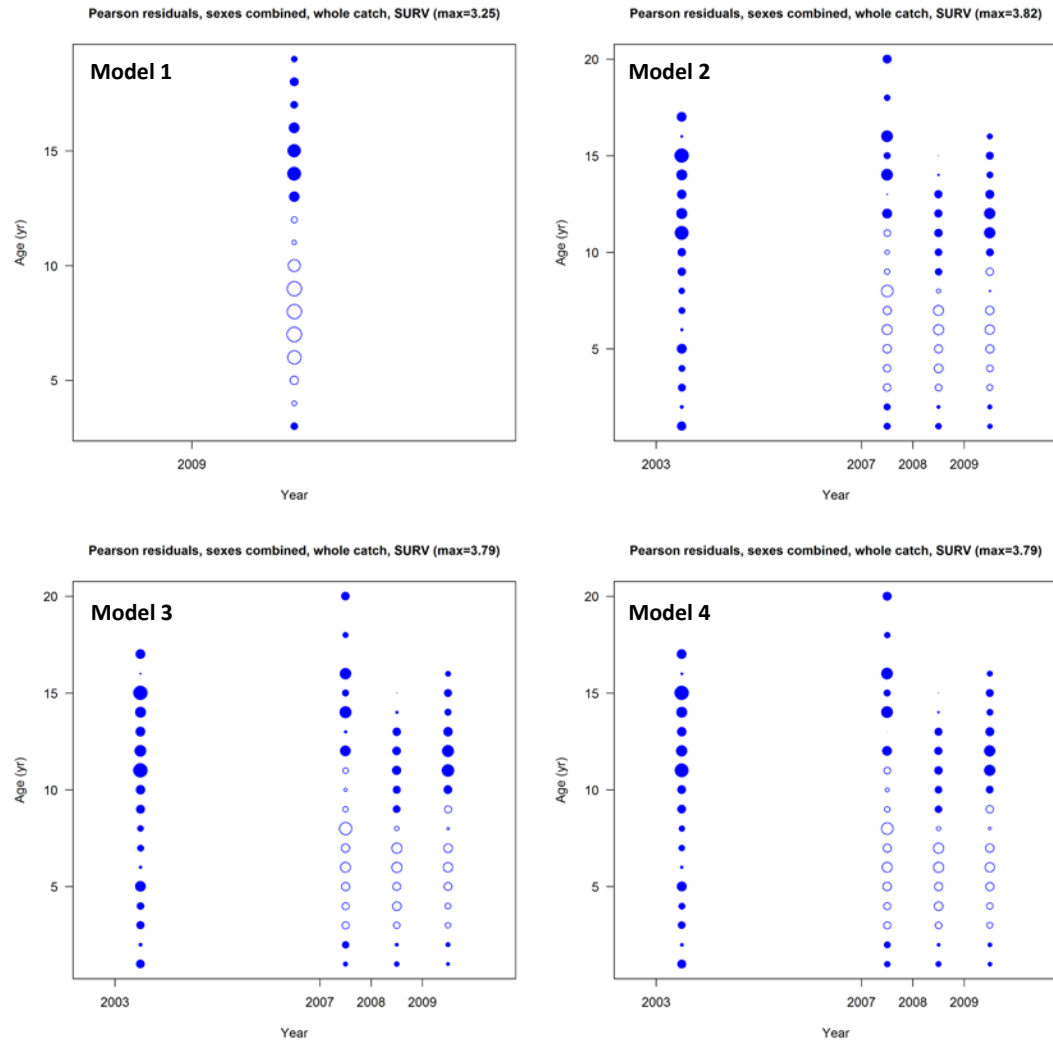 Pearson residuals, sexes combined, whole catch, SURV (max=3.25)
Model 1
15
10
5
Age (yr)
2009
Year
Pearson residuals, sexes combined, whole catch, SURV (max=3.82)
Model 2
20
15
10
5
Age (yr)
2003
2007
2008
2009
Year
Pearson residuals, sexes combined, whole catch, SURV (max=3.79)
Model 3
20
15
10
5
Age (yr)
2003
2007
2008
2009
Year
Pearson residuals, sexes combined, whole catch, SURV (max=3.79)
Model 4
20
15
10
5
Age (yr)
2003
2007
2008
2009
Year